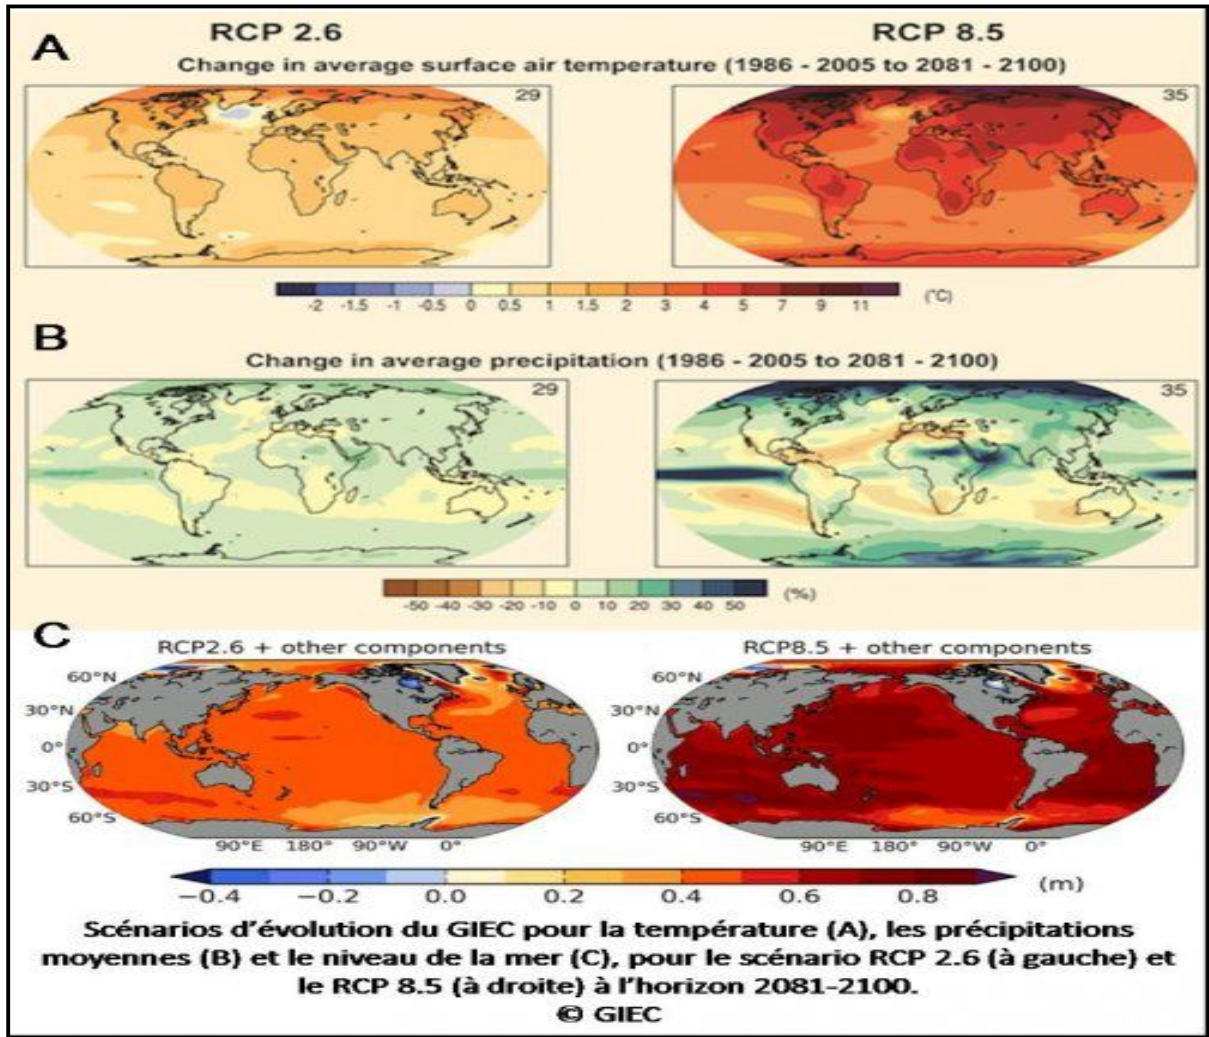 A
RCP 2.6
RCP 8.5
Change in average surface air temperature (1986 - 2005 to 2081 - 2100)
29
35
-2 -1.5 -1 -0.5 0 0.5 1 1.5 2 3 4 5 7 9 11
(°C)
B
Change in average precipitation (1986 - 2005 to 2081 - 2100)
29
35
-50 -40 -30 -20 -10 0 10 20 30 40 50
(%)
C
RCP2.6 + other components
RCP8.5 + other components
60°N
30°N
0°
30°S
60°S
90°E 180° 90°W 0°
60°N
30°N
0°
30°S
60°S
90°E 180° 90°W 0°
−0.4 −0.2 0.0 0.2 0.4 0.6 0.8
(m)
Scénarios d'évolution du GIEC pour la température (A), les précipitations
moyennes (B) et le niveau de la mer (C), pour le scénario RCP 2.6 (à gauche) et
le RCP 8.5 (à droite) à l'horizon 2081-2100.
© GIEC